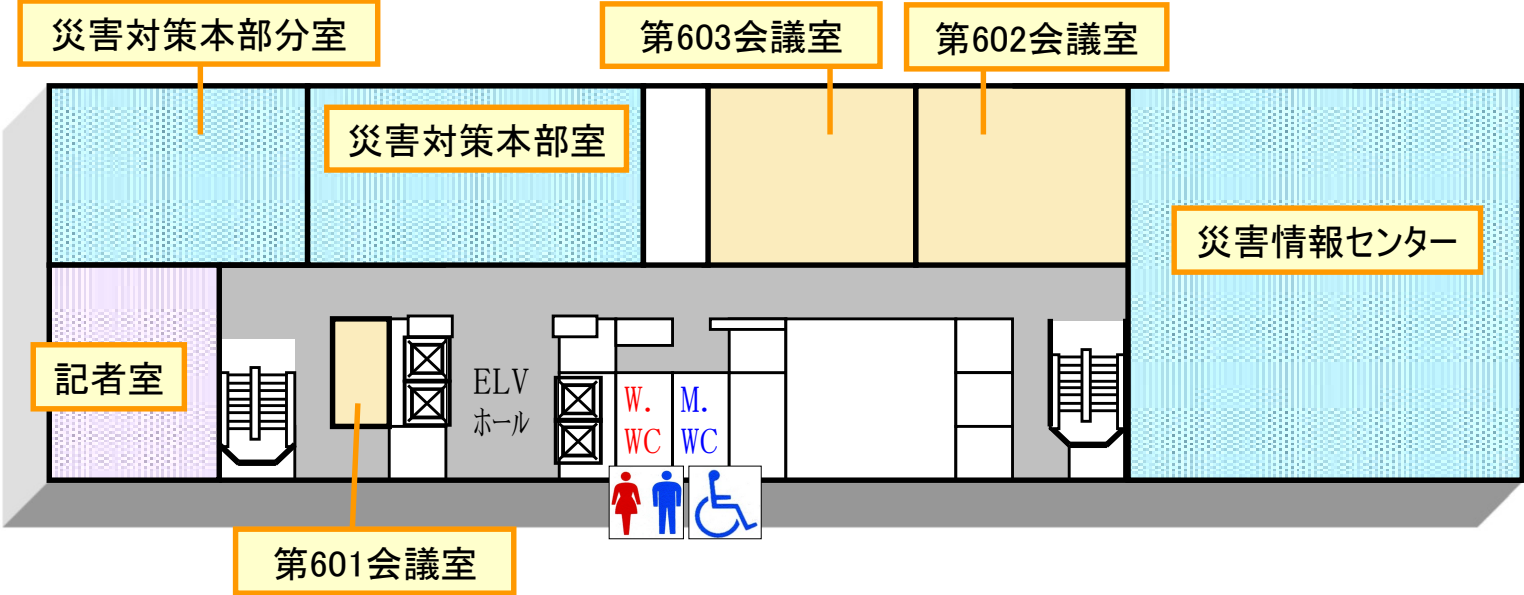 災害対策本部分室
第603会議室
第602会議室
災害対策本部室
災害情報センター
記者室
ELV
ホール
W.
WC
M.
WC
第601会議室